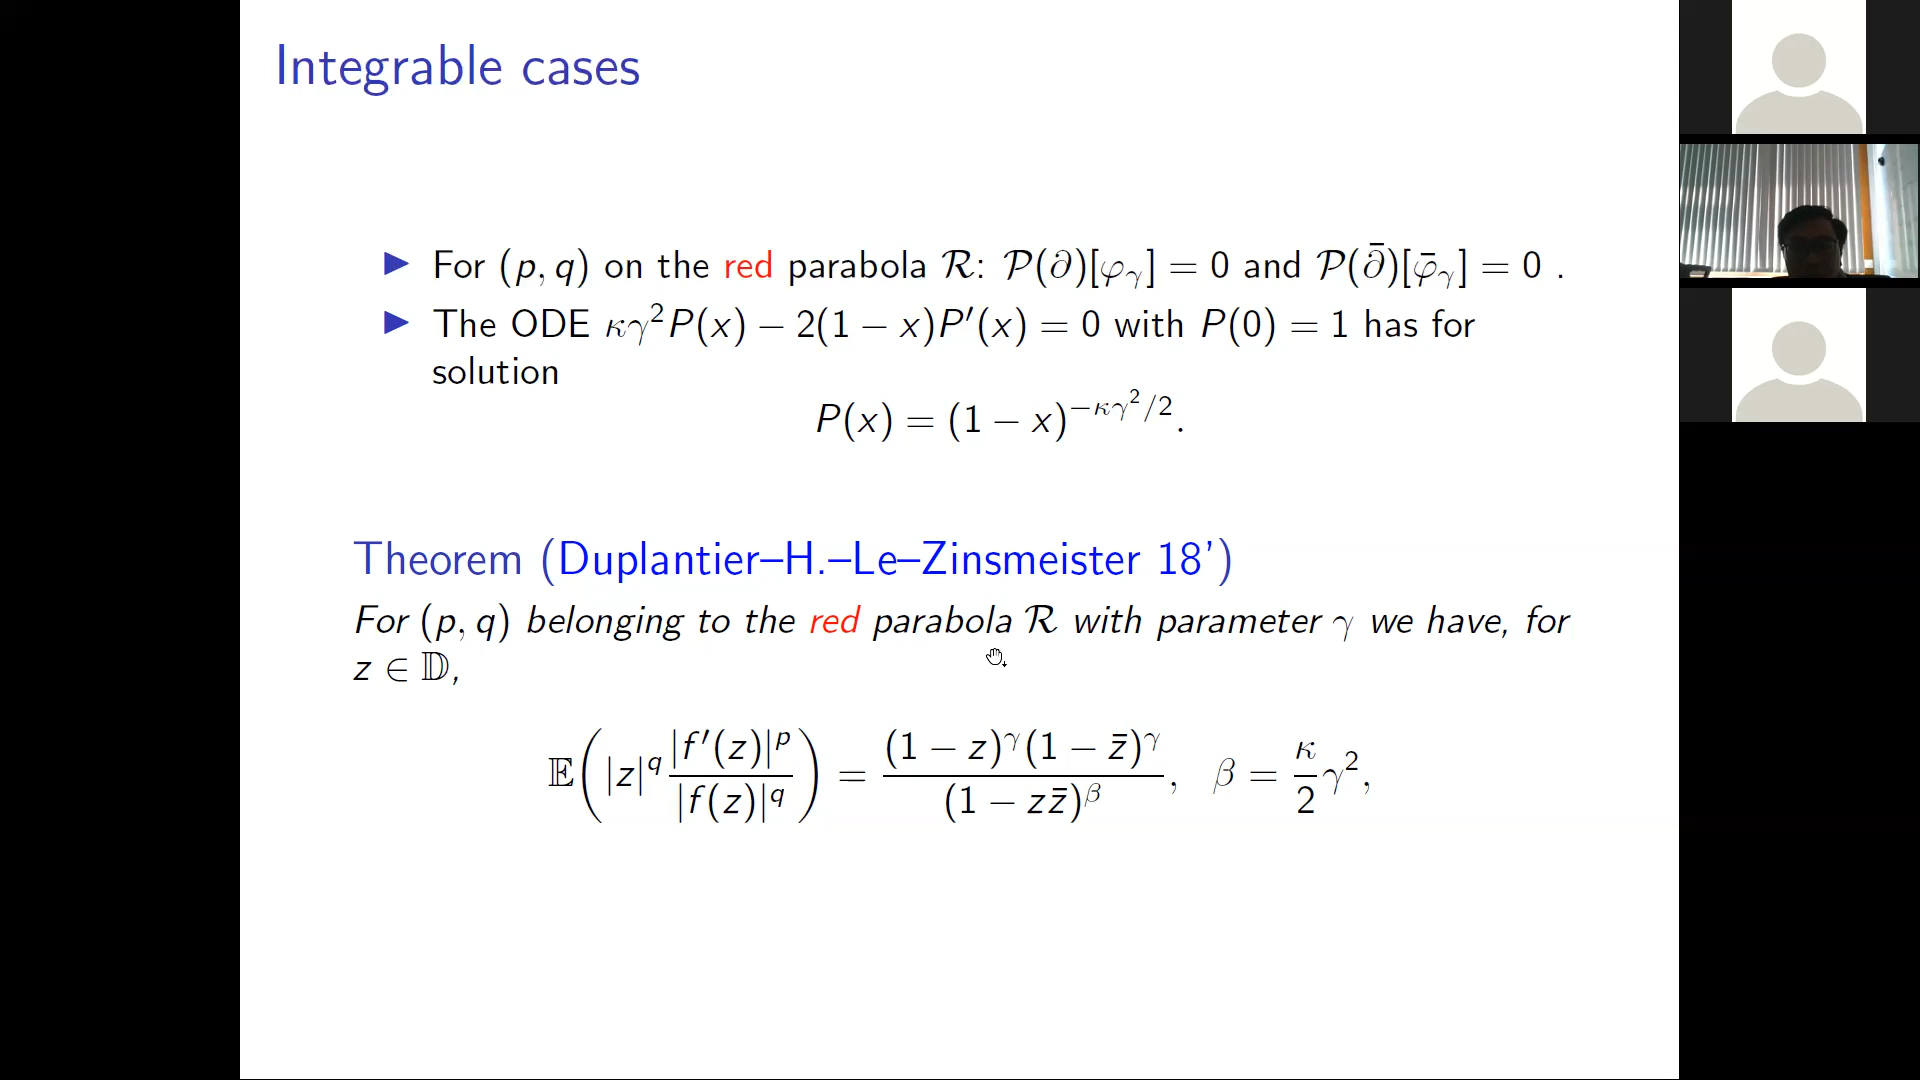 Integrable cases
▶ For (p, q) on the red parabola ℛ: 𝒫(∂)[φ_γ] = 0 and 𝒫(∂̄)[φ̄_γ] = 0 .
▶ The ODE κγ²P(x) − 2(1 − x)P′(x) = 0 with P(0) = 1 has for
solution
P(x) = (1 − x)^{−κγ²/2}.
Theorem (Duplantier–H.–Le–Zinsmeister 18’)
For (p, q) belonging to the red parabola ℛ with parameter γ we have, for
z ∈ 𝔻,
𝔼(|z|^q |f′(z)|^p / |f(z)|^q) = (1 − z)^γ(1 − z̄)^γ / (1 − zz̄)^β, β = κ/2 γ²,